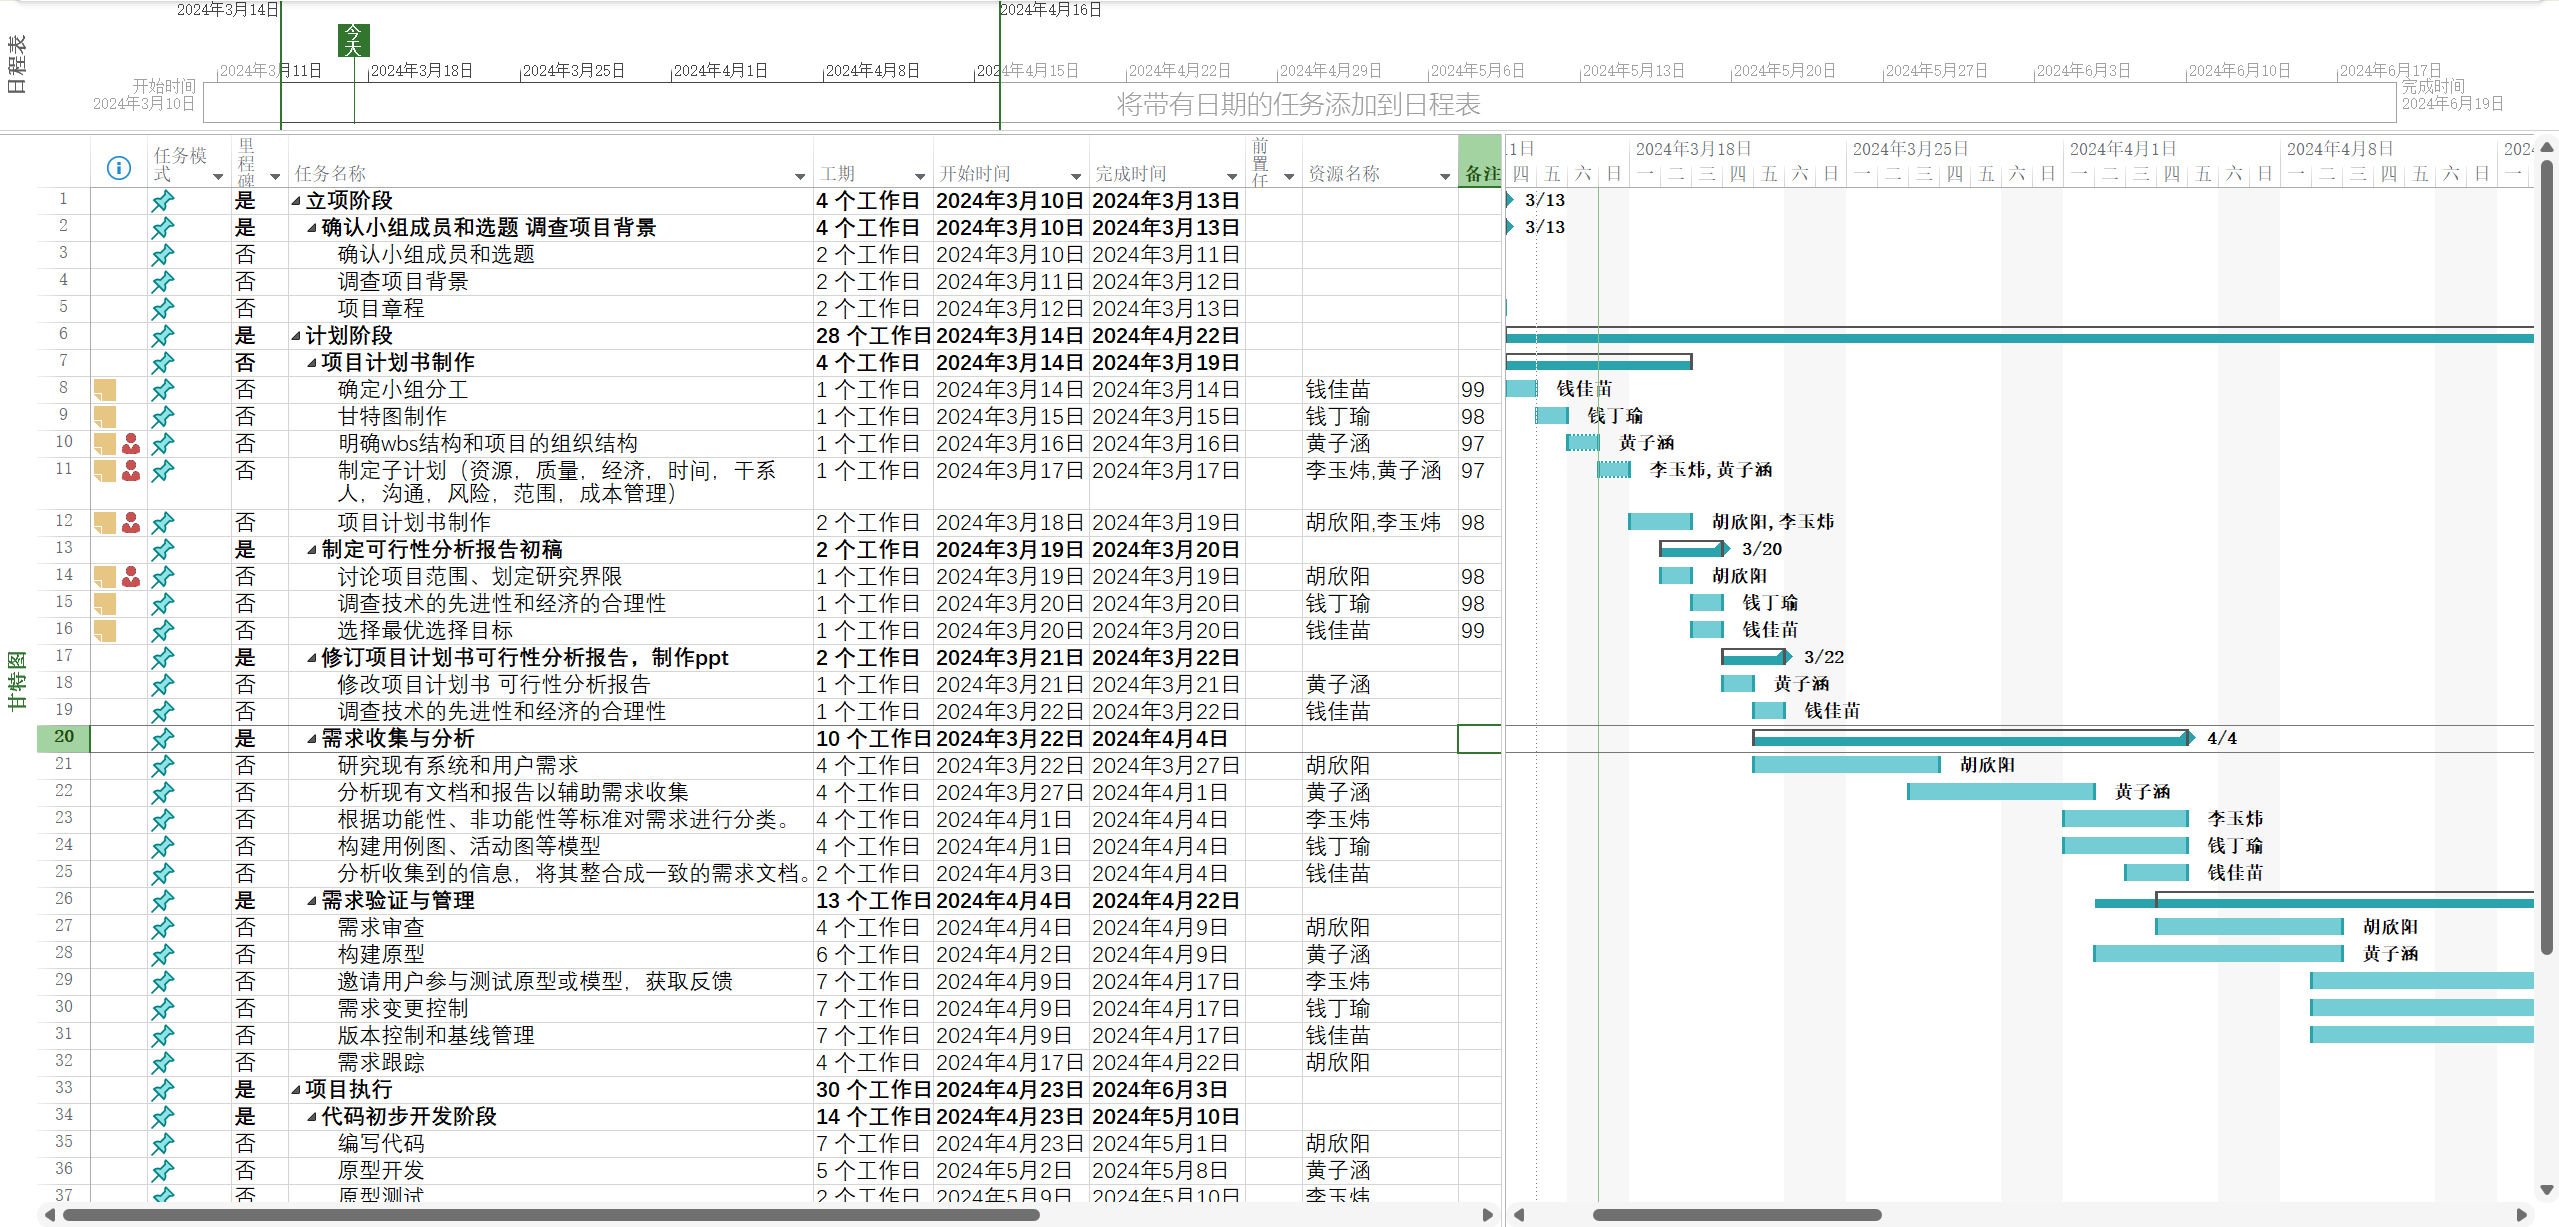 2024年3月14日 2024年4月16日
今天
2024年3月11日 2024年3月18日 2024年3月25日 2024年4月1日 2024年4月8日 2024年4月15日 2024年4月22日 2024年4月29日 2024年5月6日 2024年5月13日 2024年5月20日 2024年5月27日 2024年6月3日 2024年6月10日 2024年6月17日
日程表
开始时间
2024年3月10日
将带有日期的任务添加到日程表
完成时间
2024年6月19日
甘特图
任务模式 里程碑 任务名称 工期 开始时间 完成时间 前置任 资源名称 备注
1日 2024年3月18日 2024年3月25日 2024年4月1日 2024年4月8日 2024
四 五 六 日 一 二 三 四 五 六 日 一 二 三 四 五 六 日 一 二 三 四 五 六 日 一 二 三 四 五 六 日 一
1 是 立项阶段 4 个工作日 2024年3月10日 2024年3月13日 3/13
2 是 确认小组成员和选题 调查项目背景 4 个工作日 2024年3月10日 2024年3月13日 3/13
3 否 确认小组成员和选题 2 个工作日 2024年3月10日 2024年3月11日
4 否 调查项目背景 2 个工作日 2024年3月11日 2024年3月12日
5 否 项目章程 2 个工作日 2024年3月12日 2024年3月13日
6 是 计划阶段 28 个工作日 2024年3月14日 2024年4月22日
7 否 项目计划书制作 4 个工作日 2024年3月14日 2024年3月19日
8 否 确定小组分工 1 个工作日 2024年3月14日 2024年3月14日 钱佳苗 99 钱佳苗
9 否 甘特图制作 1 个工作日 2024年3月15日 2024年3月15日 钱丁瑜 98 钱丁瑜
10 否 明确wbs结构和项目的组织结构 1 个工作日 2024年3月16日 2024年3月16日 黄子涵 97 黄子涵
11 否 制定子计划（资源，质量，经济，时间，干系 1 个工作日 2024年3月17日 2024年3月17日 李玉炜,黄子涵 97 李玉炜,黄子涵
人，沟通，风险，范围，成本管理）
12 否 项目计划书制作 2 个工作日 2024年3月18日 2024年3月19日 胡欣阳,李玉炜 98 胡欣阳,李玉炜
13 是 制定可行性分析报告初稿 2 个工作日 2024年3月19日 2024年3月20日 3/20
14 否 讨论项目范围、划定研究界限 1 个工作日 2024年3月19日 2024年3月19日 胡欣阳 98 胡欣阳
15 否 调查技术的先进性和经济的合理性 1 个工作日 2024年3月20日 2024年3月20日 钱丁瑜 98 钱丁瑜
16 否 选择最优选择目标 1 个工作日 2024年3月20日 2024年3月20日 钱佳苗 99 钱佳苗
17 是 修订项目计划书可行性分析报告，制作ppt 2 个工作日 2024年3月21日 2024年3月22日 3/22
18 否 修改项目计划书 可行性分析报告 1 个工作日 2024年3月21日 2024年3月21日 黄子涵 黄子涵
19 否 调查技术的先进性和经济的合理性 1 个工作日 2024年3月22日 2024年3月22日 钱佳苗 钱佳苗
20 是 需求收集与分析 10 个工作日 2024年3月22日 2024年4月4日 4/4
21 否 研究现有系统和用户需求 4 个工作日 2024年3月22日 2024年3月27日 胡欣阳 胡欣阳
22 否 分析现有文档和报告以辅助需求收集 4 个工作日 2024年3月27日 2024年4月1日 黄子涵 黄子涵
23 否 根据功能性、非功能性等标准对需求进行分类。 4 个工作日 2024年4月1日 2024年4月4日 李玉炜 李玉炜
24 否 构建用例图、活动图等模型 4 个工作日 2024年4月1日 2024年4月4日 钱丁瑜 钱丁瑜
25 否 分析收集到的信息，将其整合成一致的需求文档。 2 个工作日 2024年4月3日 2024年4月4日 钱佳苗 钱佳苗
26 是 需求验证与管理 13 个工作日 2024年4月4日 2024年4月22日
27 否 需求审查 4 个工作日 2024年4月4日 2024年4月9日 胡欣阳 胡欣阳
28 否 构建原型 6 个工作日 2024年4月2日 2024年4月9日 黄子涵 黄子涵
29 否 邀请用户参与测试原型或模型，获取反馈 7 个工作日 2024年4月9日 2024年4月17日 李玉炜
30 否 需求变更控制 7 个工作日 2024年4月9日 2024年4月17日 钱丁瑜
31 否 版本控制和基线管理 7 个工作日 2024年4月9日 2024年4月17日 钱佳苗
32 否 需求跟踪 4 个工作日 2024年4月17日 2024年4月22日 胡欣阳
33 是 项目执行 30 个工作日 2024年4月23日 2024年6月3日
34 是 代码初步开发阶段 14 个工作日 2024年4月23日 2024年5月10日
35 否 编写代码 7 个工作日 2024年4月23日 2024年5月1日 胡欣阳
36 否 原型开发 5 个工作日 2024年5月2日 2024年5月8日 黄子涵
37 否 原型测试 2 个工作日 2024年5月9日 2024年5月10日 李玉炜